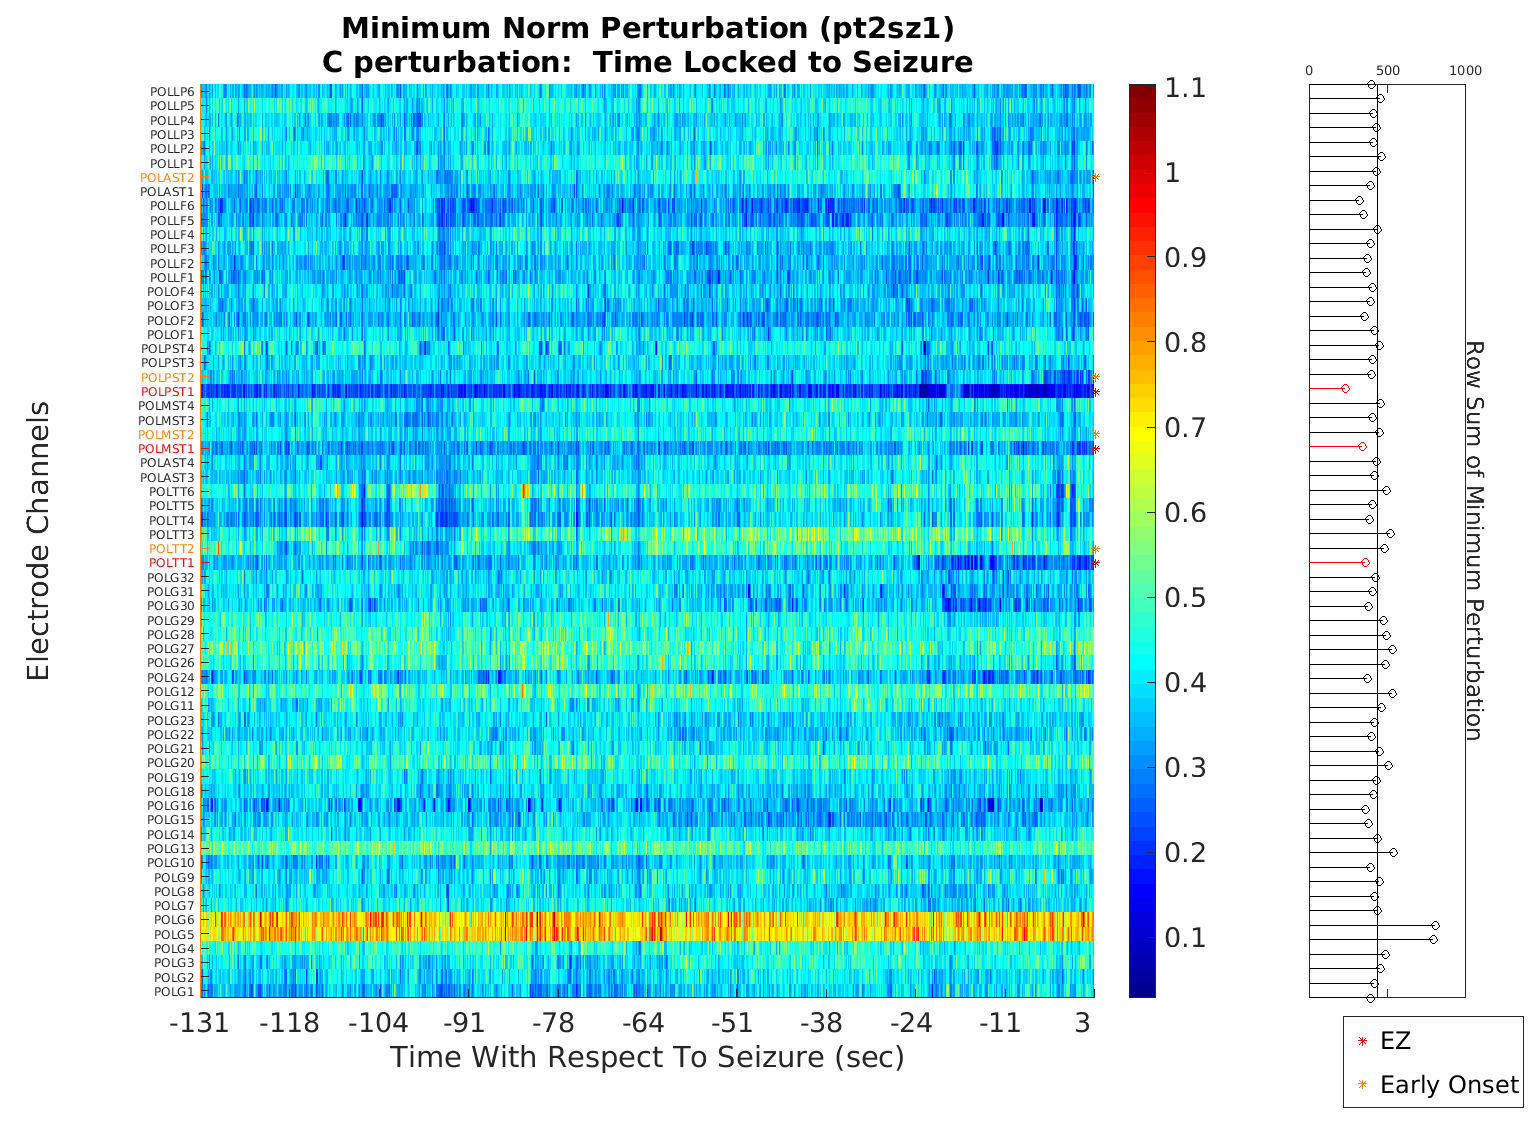 Minimum Norm Perturbation (pt2sz1)
C perturbation:  Time Locked to Seizure
Electrode Channels
POLLP6
POLLP5
POLLP4
POLLP3
POLLP2
POLLP1
POLAST2
POLAST1
POLLF6
POLLF5
POLLF4
POLLF3
POLLF2
POLLF1
POLOF4
POLOF3
POLOF2
POLOF1
POLPST4
POLPST3
POLPST2
POLPST1
POLMST4
POLMST3
POLMST2
POLMST1
POLAST4
POLAST3
POLTT6
POLTT5
POLTT4
POLTT3
POLTT2
POLTT1
POLG32
POLG31
POLG30
POLG29
POLG28
POLG27
POLG26
POLG24
POLG12
POLG11
POLG23
POLG22
POLG21
POLG20
POLG19
POLG18
POLG16
POLG15
POLG14
POLG13
POLG10
POLG9
POLG8
POLG7
POLG6
POLG5
POLG4
POLG3
POLG2
POLG1
-131 -118 -104 -91 -78 -64 -51 -38 -24 -11 3
Time With Respect To Seizure (sec)
1.1
1
0.9
0.8
0.7
0.6
0.5
0.4
0.3
0.2
0.1
0 500 1000
Row Sum of Minimum Perturbation
EZ
Early Onset